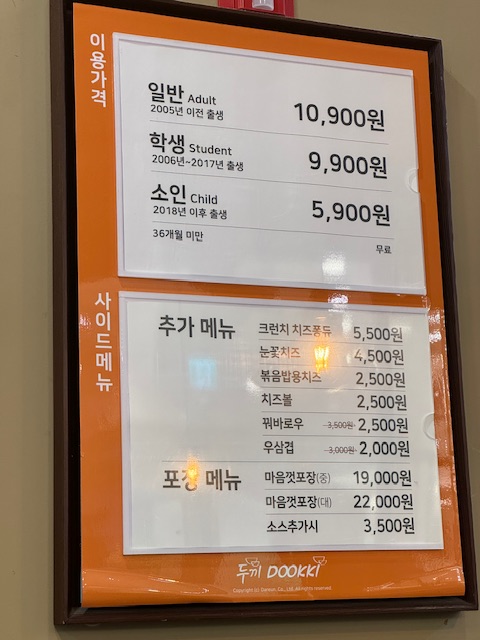 이용가격
일반 Adult
2005년 이전 출생
10,900원
학생 Student
2006년~2017년 출생
9,900원
소인 Child
2018년 이후 출생
5,900원
36개월 미만 무료
사이드메뉴
추가 메뉴
크런치 치즈퐁듀 5,500원
눈꽃치즈 4,500원
볶음밥용치즈 2,500원
치즈볼 2,500원
꿔바로우 3,500원 2,500원
우삼겹 3,000원 2,000원
포장 메뉴
마음껏포장(중) 19,000원
마음껏포장(대) 22,000원
소스추가시 3,500원
두끼 DOOKKI
Copyright (c) Dareun. Co., Ltd. All rights reserved.